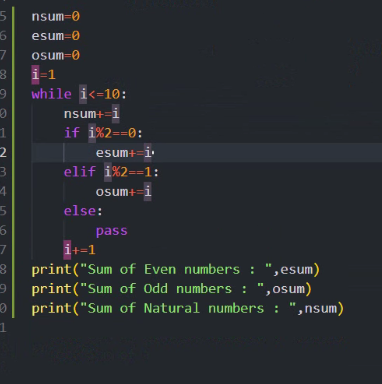 5 nsum=0
6 esum=0
7 osum=0
8 i=1
9 while i<=10:
0     nsum+=i
1     if i%2==0:
2         esum+=i
3     elif i%2==1:
4         osum+=i
5     else:
6         pass
7     i+=1
8 print("Sum of Even numbers : ",esum)
9 print("Sum of Odd numbers : ",osum)
0 print("Sum of Natural numbers : ",nsum)
1